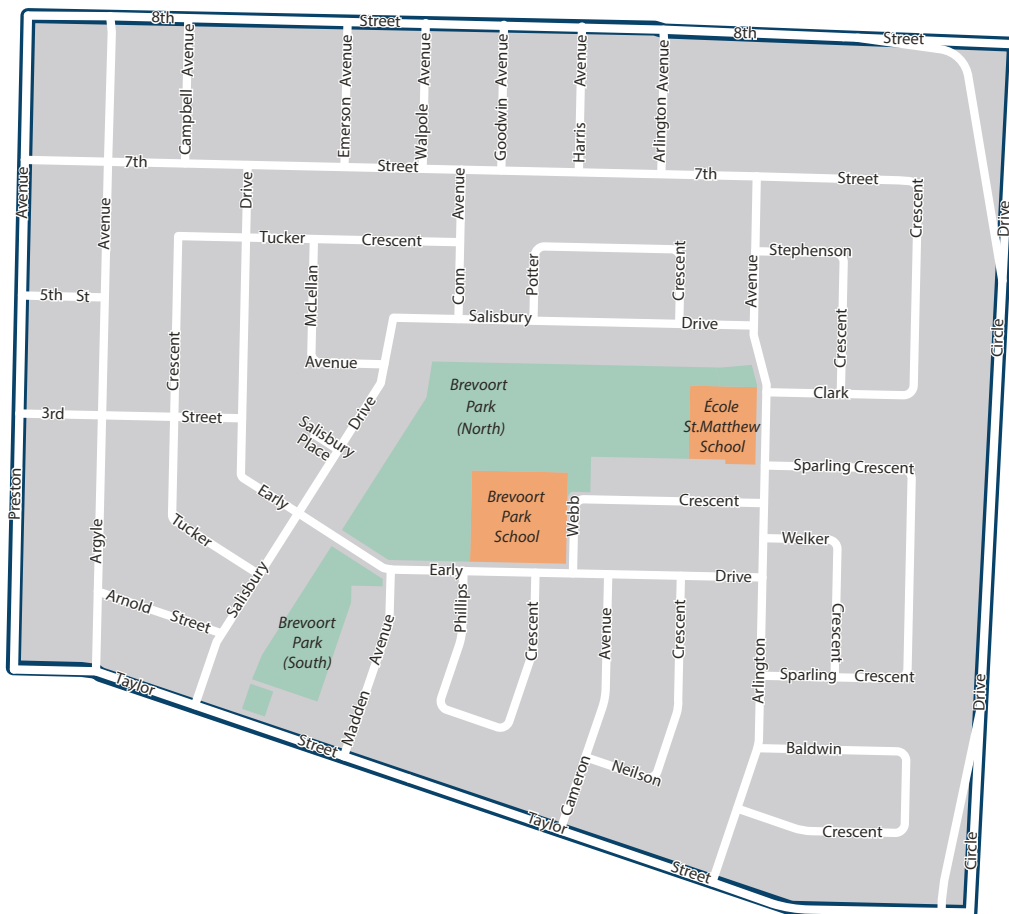 8th
Street
8th
Street
Campbell Avenue
Emerson Avenue
Walpole Avenue
Goodwin Avenue
Harris Avenue
Arlington Avenue
7th
Street
7th
Street
Avenue
Avenue
Drive
Avenue
Crescent
Drive
Tucker
Crescent
Stephenson
McLellan
Conn
Potter
Crescent
Avenue
5th St
Salisbury
Drive
Crescent
Circle
Crescent
Avenue
Clark
3rd
Street
Drive
Salisbury
Place
Brevoort
Park
(North)
École
St.Matthew
School
Sparling Crescent
Preston
Early
Brevoort
Park
School
Webb
Crescent
Argyle
Tucker
Welker
Early
Drive
Salisbury
Arnold Street
Brevoort
Park
(South)
Avenue
Phillips
Crescent
Avenue
Crescent
Crescent
Arlington
Sparling Crescent
Taylor
Drive
Madden
Street
Baldwin
Cameron
Neilson
Taylor
Crescent
Street
Circle